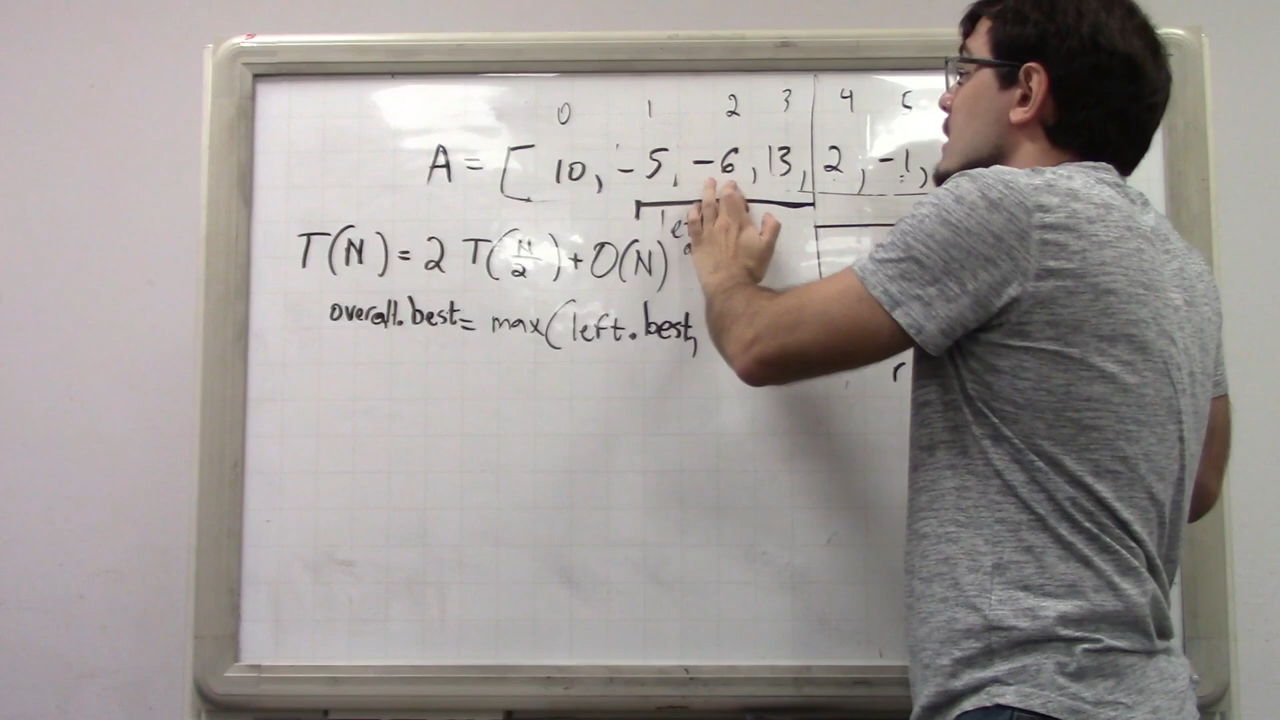 0 1 2 3 4 5
A = [ 10, -5, -6, 13, 2, -1,
T(N) = 2 T(N/2) + O(N)
overall.best = max(left.best,
r